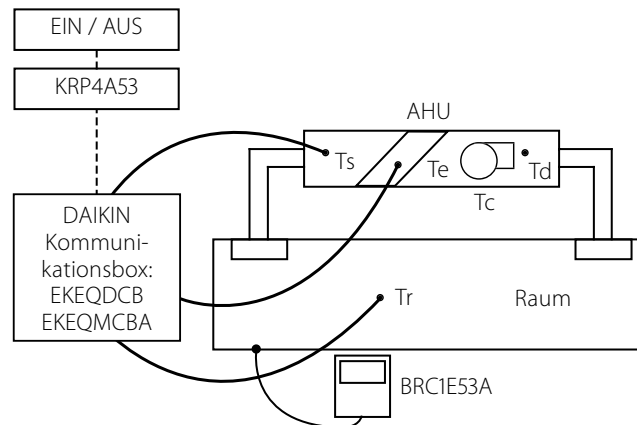 EIN / AUS
KRP4A53
AHU
Ts
Te
Td
Tc
DAIKIN
Kommuni-
kationsbox:
EKEQDCB
EKEQMCBA
Tr
Raum
BRC1E53A